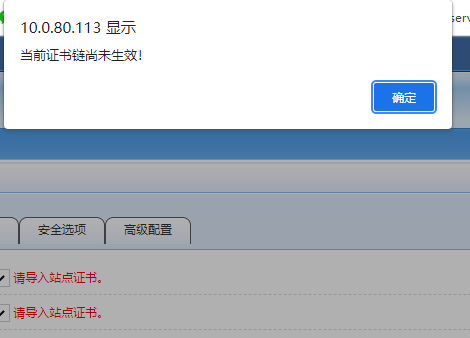 10.0.80.113 显示
serv
当前证书链尚未生效!
确定
安全选项
高级配置
请导入站点证书。
请导入站点证书。